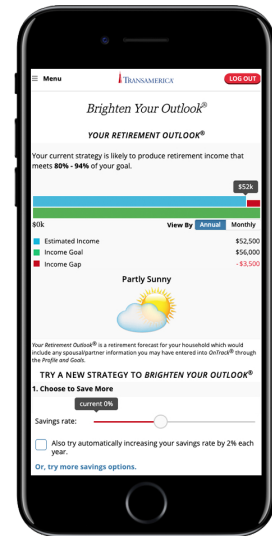 ≡ Menu TRANSAMERICA® LOG OUT
Brighten Your Outlook®
YOUR RETIREMENT OUTLOOK®
Your current strategy is likely to produce retirement income that
meets 80% - 94% of your goal.
$52k
$0k View By Annual Monthly
Estimated Income $52,500
Income Goal $56,000
Income Gap -$3,500
Partly Sunny
Your Retirement Outlook® is a retirement forecast for your household which would
include any spousal/partner information you may have entered into OnTrack® through
the Profile and Goals.
TRY A NEW STRATEGY TO BRIGHTEN YOUR OUTLOOK®
1. Choose to Save More
current 0%
Savings rate:
Also try automatically increasing your savings rate by 2% each
year.
Or, try more savings options.